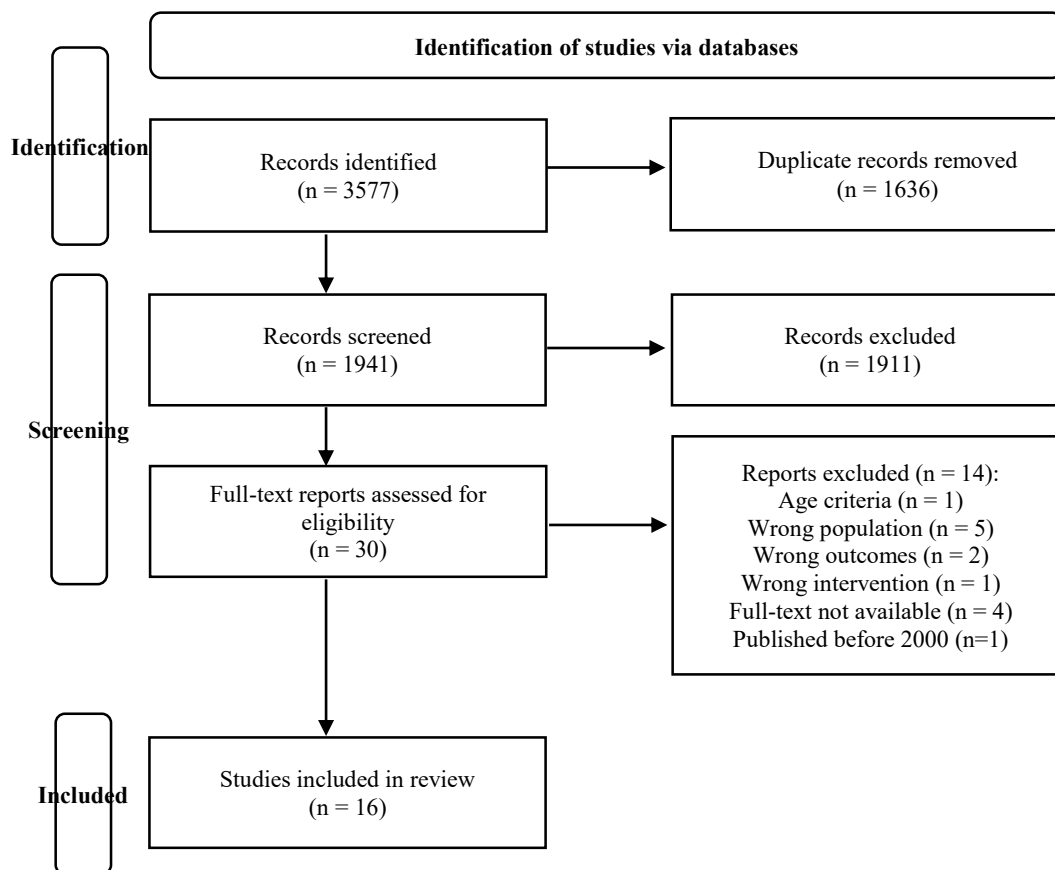 Identification of studies via databases
Identification
Records identified
(n = 3577)
Duplicate records removed
(n = 1636)
Screening
Records screened
(n = 1941)
Records excluded
(n = 1911)
Full-text reports assessed for
eligibility
(n = 30)
Reports excluded (n = 14):
Age criteria (n = 1)
Wrong population (n = 5)
Wrong outcomes (n = 2)
Wrong intervention (n = 1)
Full-text not available (n = 4)
Published before 2000 (n=1)
Included
Studies included in review
(n = 16)